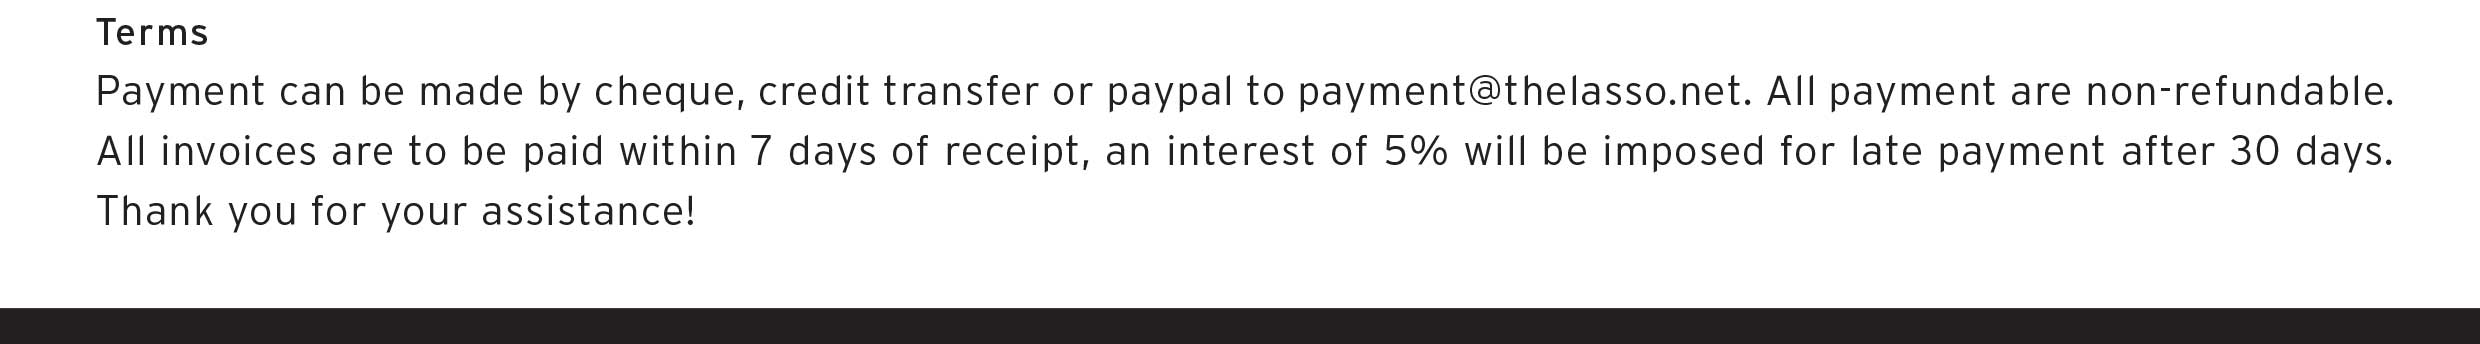 Terms
Payment can be made by cheque, credit transfer or paypal to payment@thelasso.net. All payment are non-refundable.
All invoices are to be paid within 7 days of receipt, an interest of 5% will be imposed for late payment after 30 days.
Thank you for your assistance!